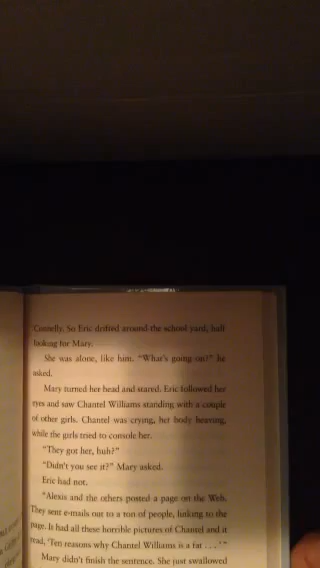 Connelly. So Eric drifted around the school yard, half
looking for Mary.
She was alone, like him. "What's going on?" he
asked.
Mary turned her head and stared. Eric followed her
eyes and saw Chantel Williams standing with a couple
of other girls. Chantel was crying, her body heaving,
while the girls tried to console her.
"They got her, huh?"
"Didn't you see it?" Mary asked.
Eric had not.
"Alexis and the others posted a page on the Web.
They sent e-mails out to a ton of people, linking to the
page. It had all these horrible pictures of Chantel and it
read, 'Ten reasons why Chantel Williams is a fat . . . ' "
Mary didn't finish the sentence. She just swallowed